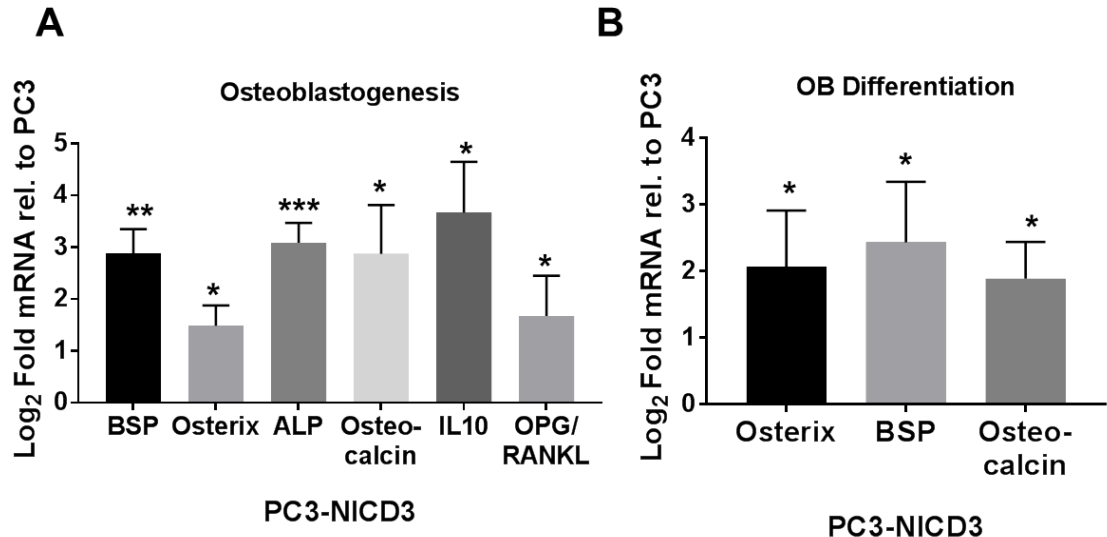 A
Osteoblastogenesis
Log2 Fold mRNA rel. to PC3
5
4
3
2
1
0
**
*
***
*
*
*
BSP Osterix ALP Osteo- IL10 OPG/
calcin RANKL
PC3-NICD3
B
OB Differentiation
Log2 Fold mRNA rel. to PC3
4
3
2
1
0
*
*
*
Osterix BSP Osteo-
calcin
PC3-NICD3